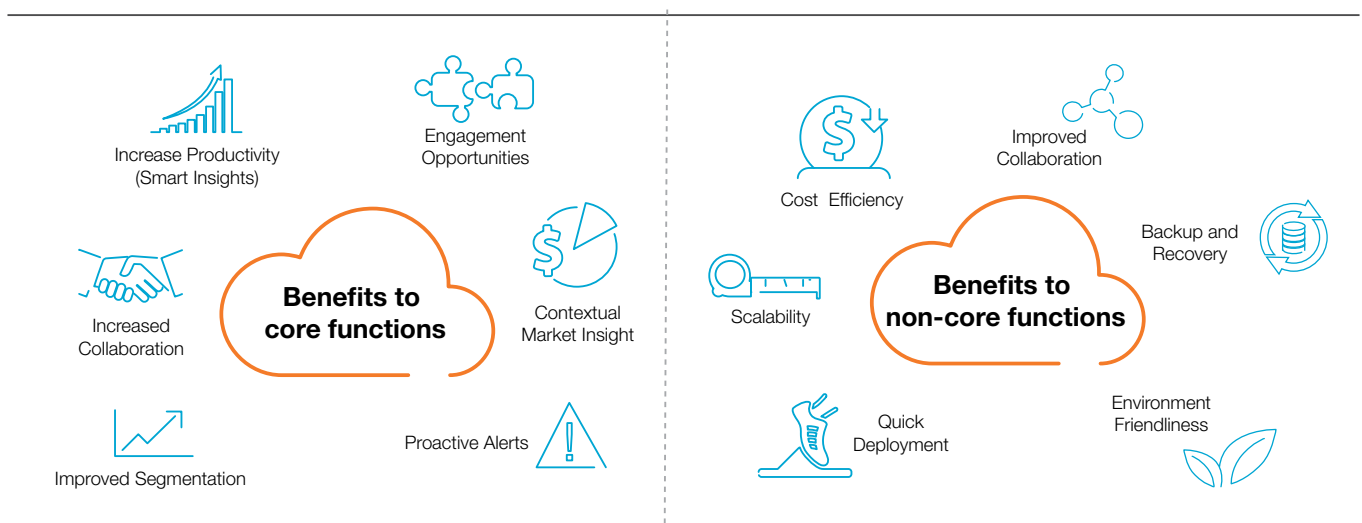 Increase Productivity
(Smart Insights)
Engagement
Opportunities
Increased
Collaboration
Benefits to
core functions
Contextual
Market Insight
Improved Segmentation
Proactive Alerts
Cost Efficiency
Improved
Collaboration
Backup and
Recovery
Scalability
Benefits to
non-core functions
Quick
Deployment
Environment
Friendliness